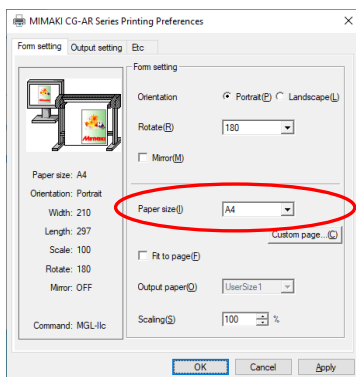 MIMAKI CG-AR Series Printing Preferences
Form setting Output setting Etc
Form setting
Orientation Portrait(P) Landscape(L)
Rotate(R) 180
Mirror(M)
Paper size: A4
Orientation: Portrait
Width: 210
Length: 297
Scale: 100
Rotate: 180
Mirror: OFF
Command: MGL-IIc
Paper size(I) A4
Custom page...(C)
Fit to page(F)
Output paper(O) UserSize1
Scaling(S) 100 %
OK Cancel Apply